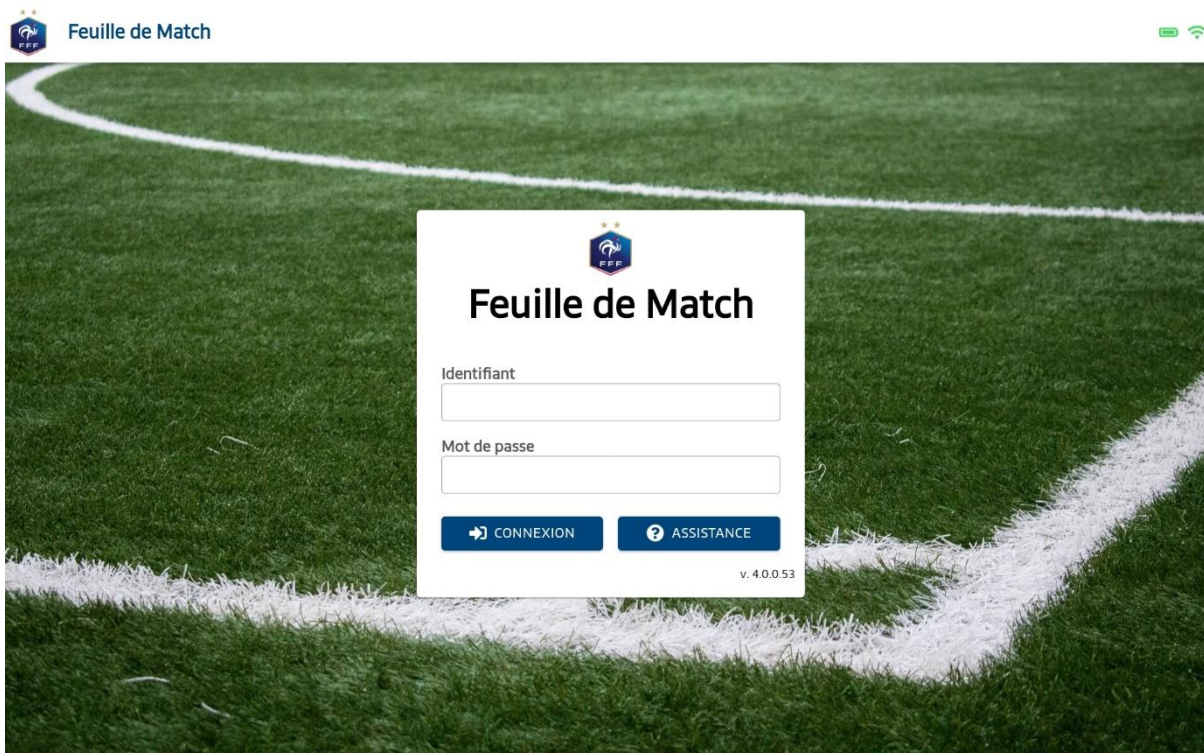 FFF
Feuille de Match
FFF
Feuille de Match
Identifiant
Mot de passe
CONNEXION
ASSISTANCE
v. 4.0.0.53